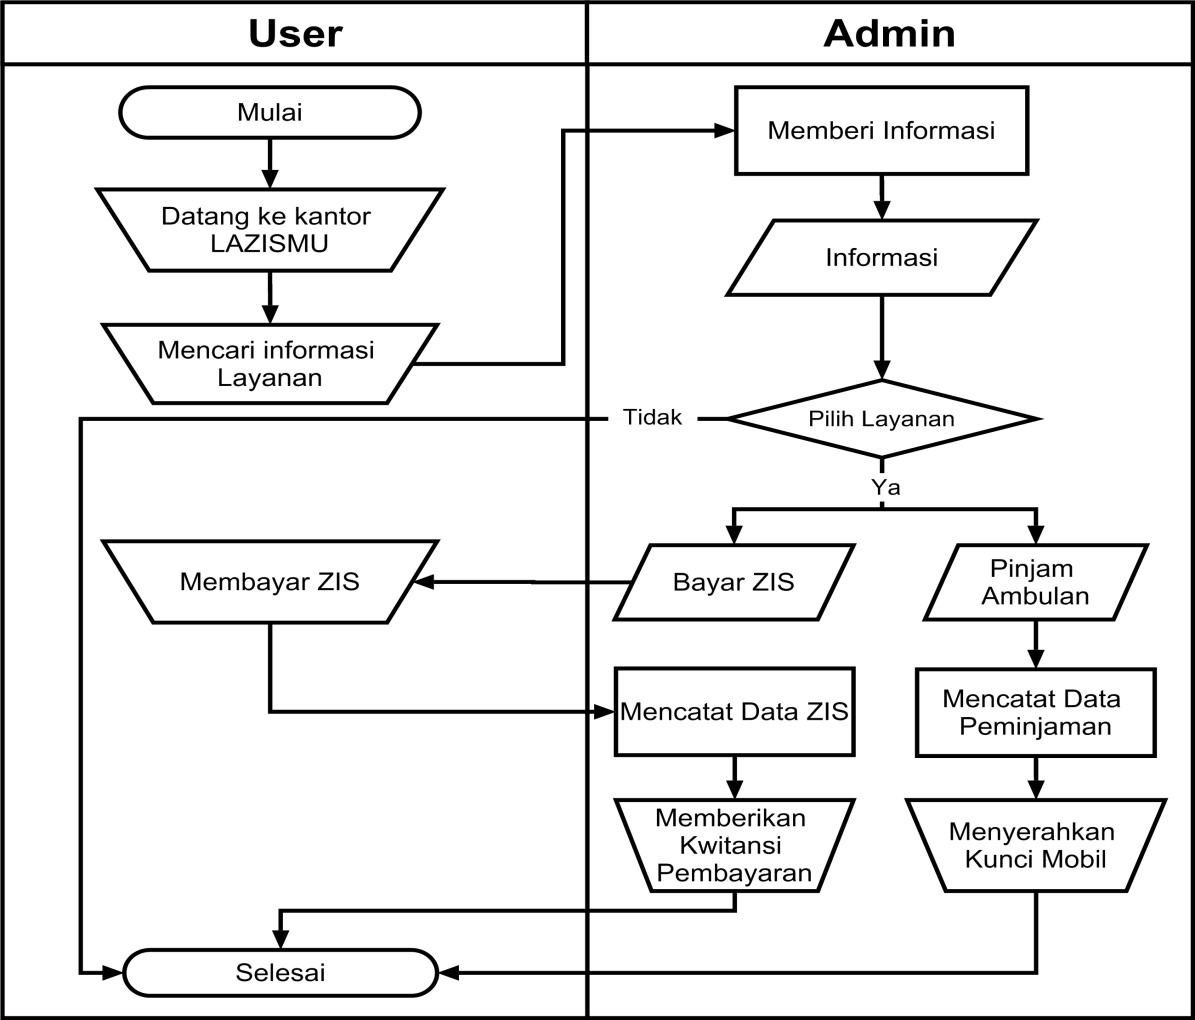 User
Admin
Mulai
Memberi Informasi
Datang ke kantor
LAZISMU
Informasi
Mencari informasi
Layanan
Tidak
Pilih Layanan
Ya
Membayar ZIS
Bayar ZIS
Pinjam
Ambulan
Mencatat Data ZIS
Mencatat Data
Peminjaman
Memberikan
Kwitansi
Pembayaran
Menyerahkan
Kunci Mobil
Selesai